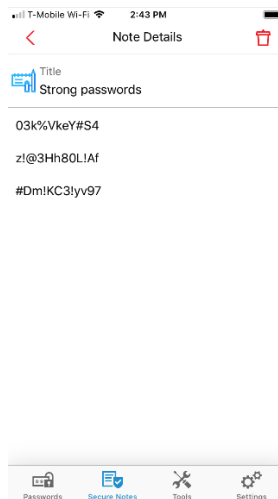 T-Mobile Wi-Fi 2:43 PM
Note Details
Title
Strong passwords
03k%VkeY#S4
z!@3Hh80L!Af
#Dm!KC3!yv97
Passwords Secure Notes Tools Settings